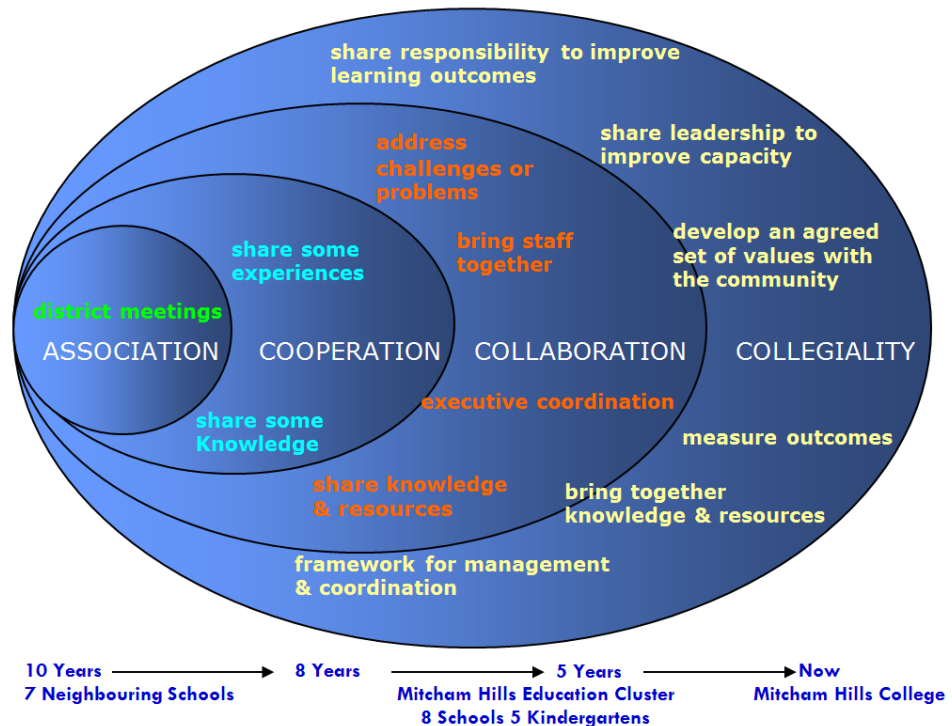 share responsibility to improve
learning outcomes
address
challenges or
problems
share leadership to
improve capacity
share some
experiences
bring staff
together
develop an agreed
set of values with
the community
district meetings
ASSOCIATION
COOPERATION
COLLABORATION
COLLEGIALITY
executive coordination
share some
Knowledge
measure outcomes
share knowledge
& resources
bring together
knowledge & resources
framework for management
& coordination
10 Years
8 Years
5 Years
Now
7 Neighbouring Schools
Mitcham Hills Education Cluster
Mitcham Hills College
8 Schools 5 Kindergartens